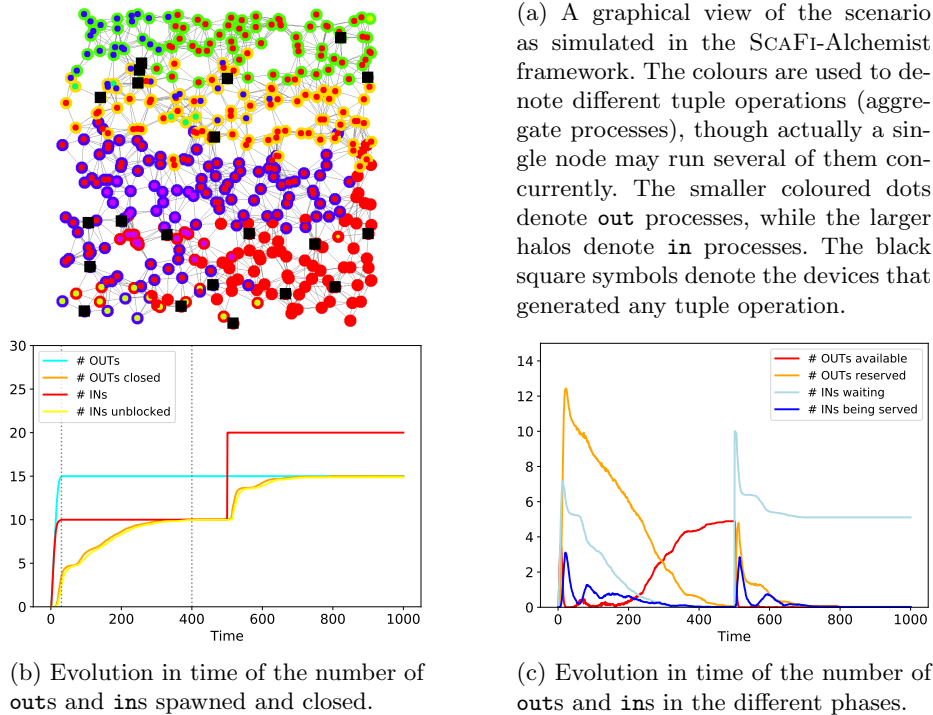 (a) A graphical view of the scenario
as simulated in the SCAFI-Alchemist
framework. The colours are used to de-
note different tuple operations (aggre-
gate processes), though actually a sin-
gle node may run several of them con-
currently. The smaller coloured dots
denote out processes, while the larger
halos denote in processes. The black
square symbols denote the devices that
generated any tuple operation.
30
25
20
15
10
5
0
# OUTs
# OUTs closed
# INs
# INs unblocked
0 200 400 600 800 1000
Time
(b) Evolution in time of the number of
outs and ins spawned and closed.
14
12
10
8
6
4
2
0
# OUTs available
# OUTs reserved
# INs waiting
# INs being served
0 200 400 600 800 1000
Time
(c) Evolution in time of the number of
outs and ins in the different phases.